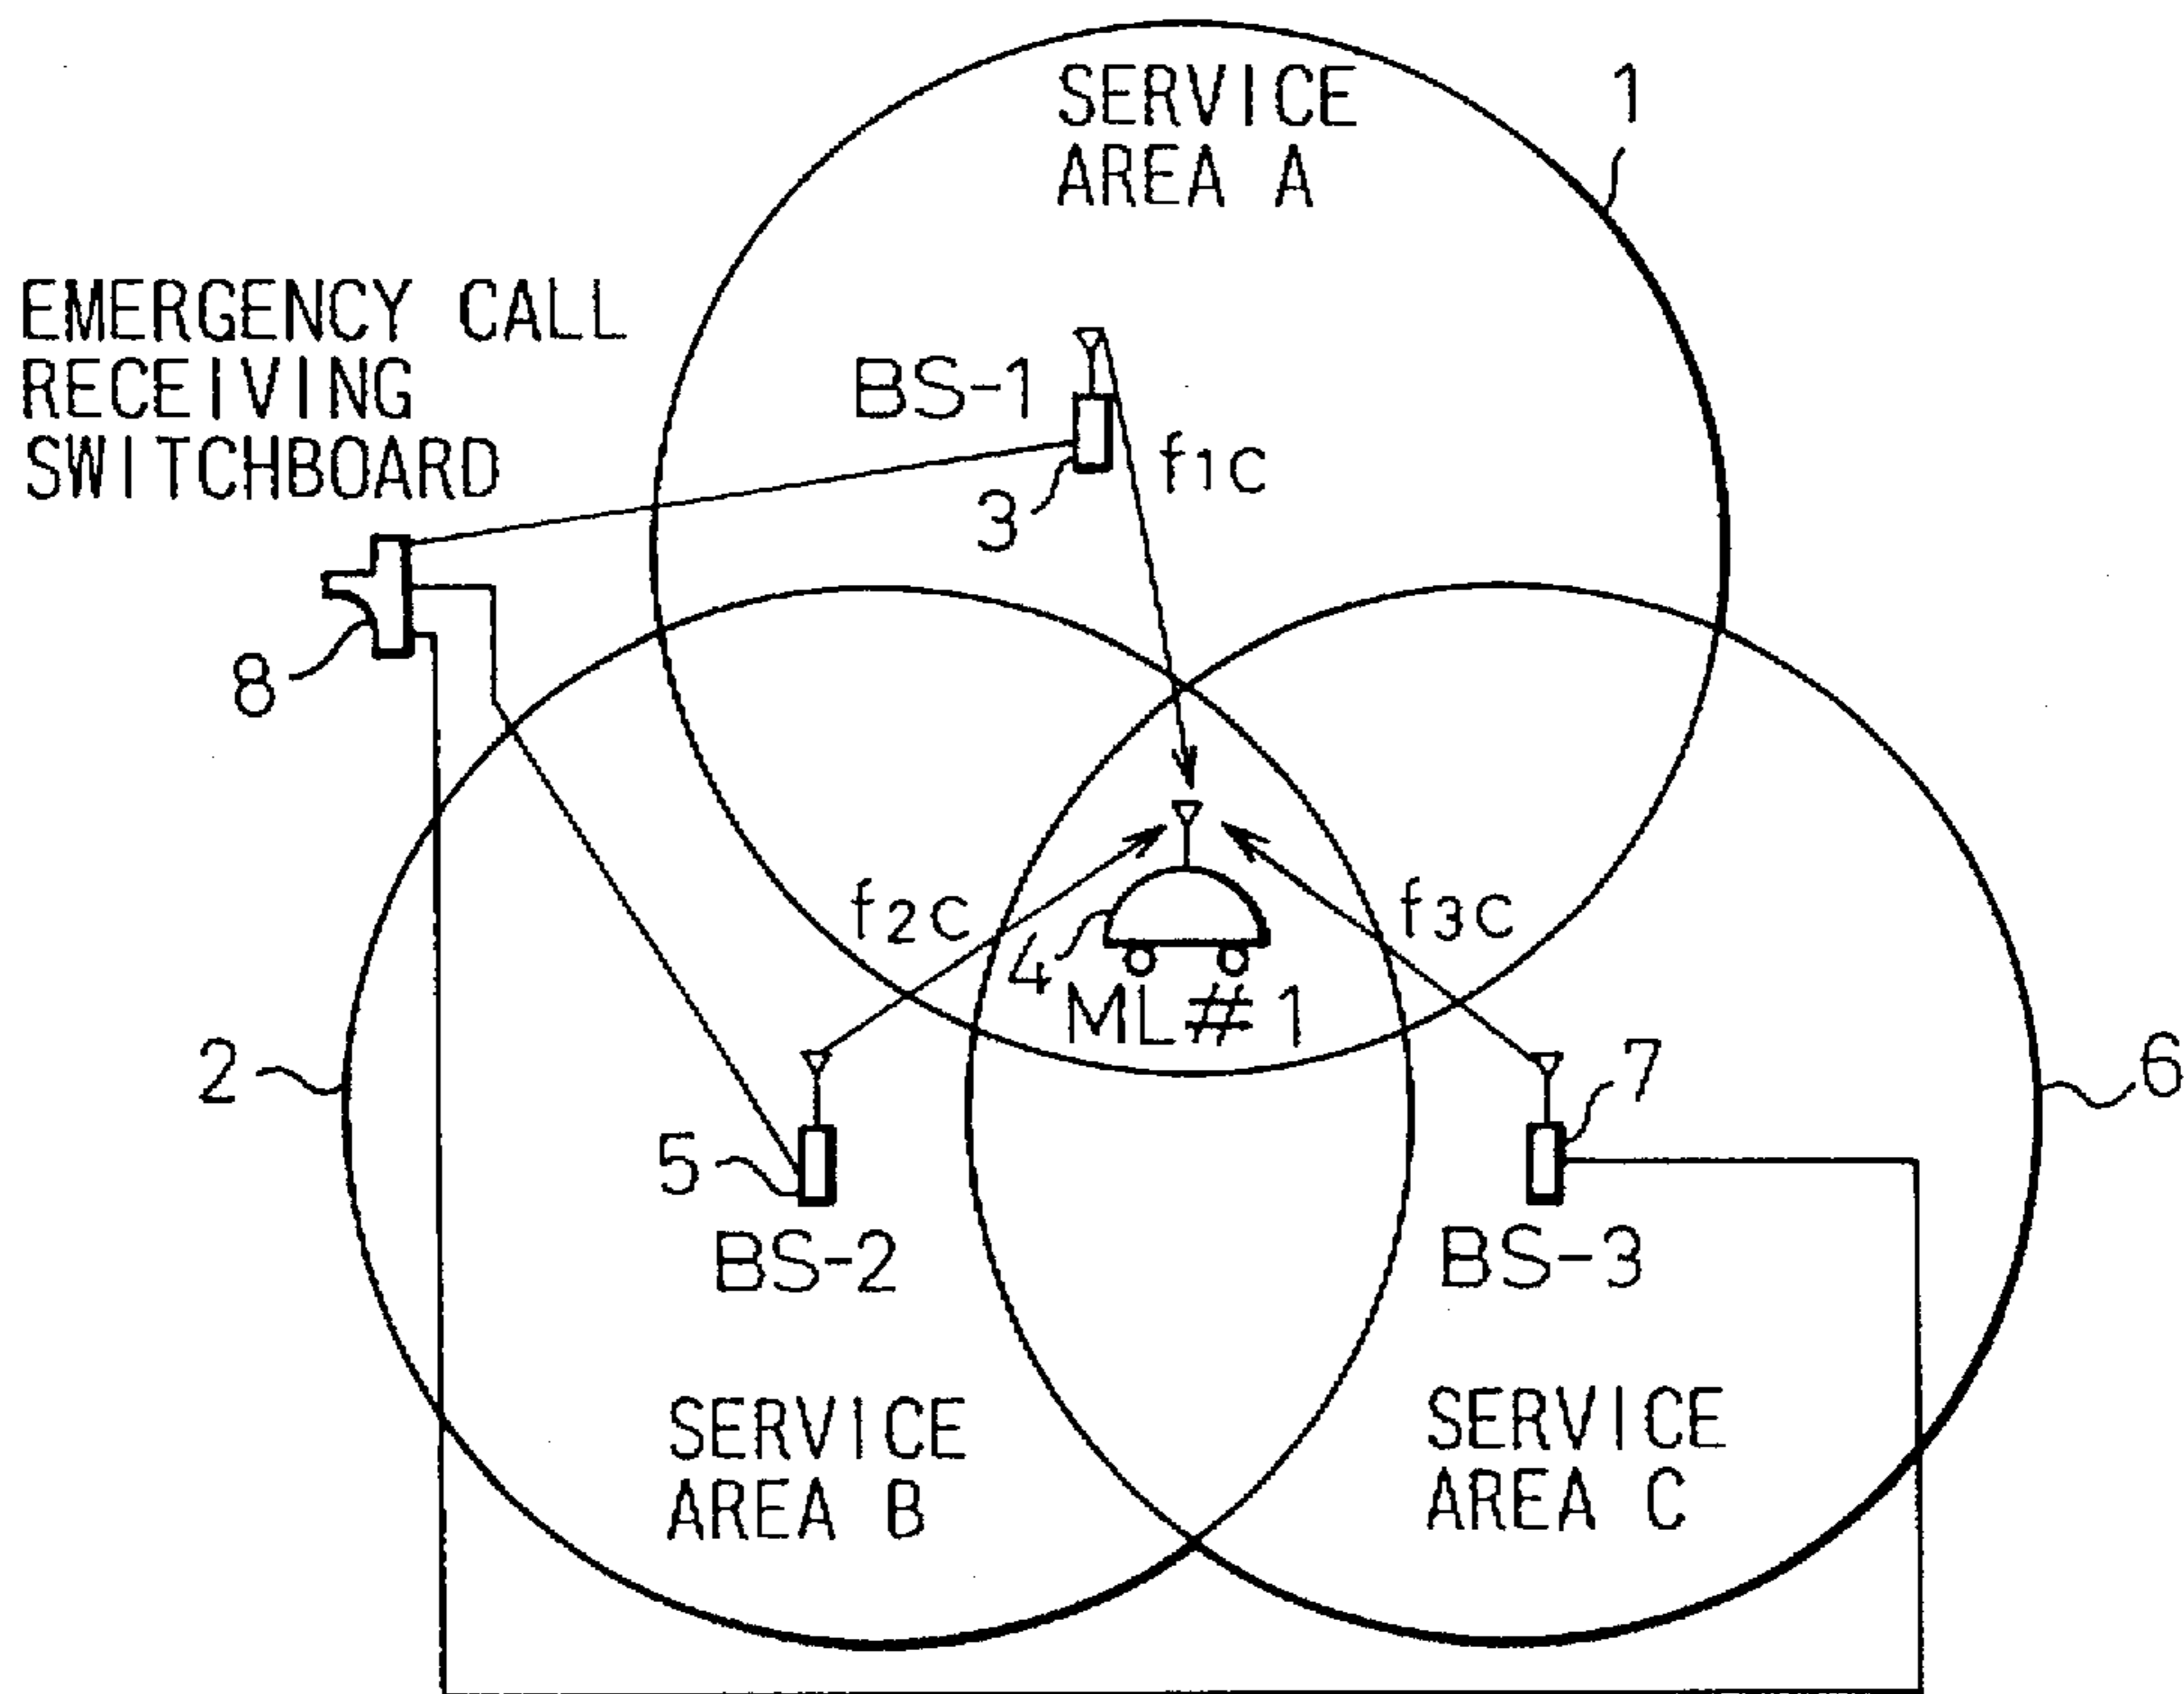 SERVICE
AREA A
1
EMERGENCY CALL
RECEIVING
SWITCHBOARD
BS-1
f1C
3
8
f2C
f3C
4
ML#1
2
7
6
5
BS-2
BS-3
SERVICE
AREA B
SERVICE
AREA C